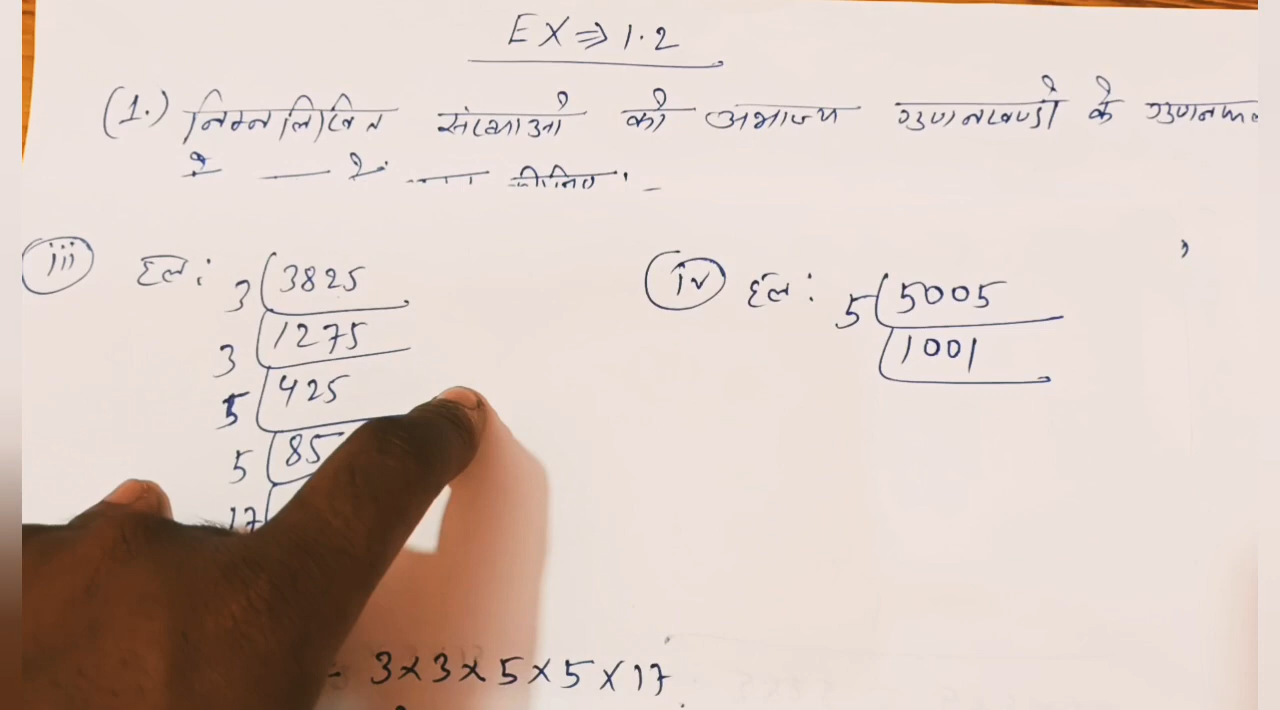 EX ⇒ 1.2
(1.) निम्नलिखित संख्याओं को अभाज्य गुणनखण्डों के
iii हल: 3 3825
3 1275
5 425
5 85
17
= 3×3×5×5×17
iv हल: 5 5005
1001